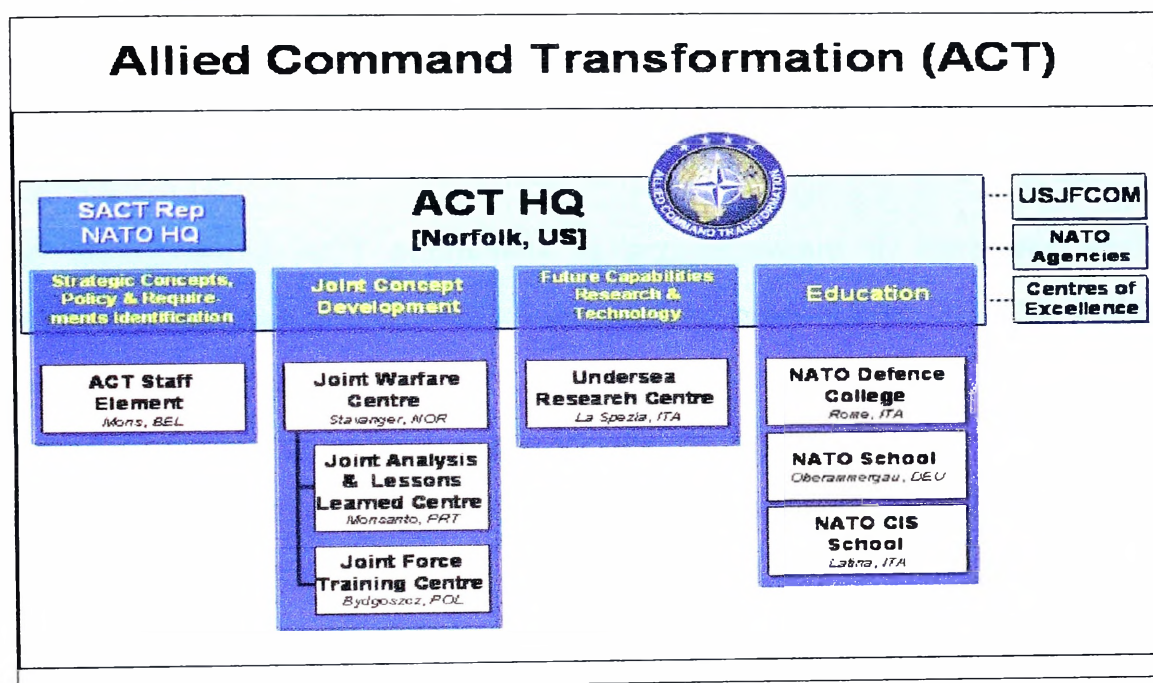 Allied Command Transformation (ACT)
ACT HQ
[Norfolk, US]
ALLIED COMMAND TRANSFORMATION
SACT Rep
NATO HQ
USJFCOM
NATO
Agencies
Centres of
Excellence
Strategic Concepts,
Policy & Require-
ments Identification
ACT Staff
Element
Mons, BEL
Joint Concept
Development
Joint Warfare
Centre
Stavanger, NOR
Joint Analysis
& Lessons
Learned Centre
Monsanto, PRT
Joint Force
Training Centre
Bydgoszcz, POL
Future Capabilities
Research &
Technology
Undersea
Research Centre
La Spezia, ITA
Education
NATO Defence
College
Rome, ITA
NATO School
Oberammergau, DEU
NATO CIS
School
Latina, ITA